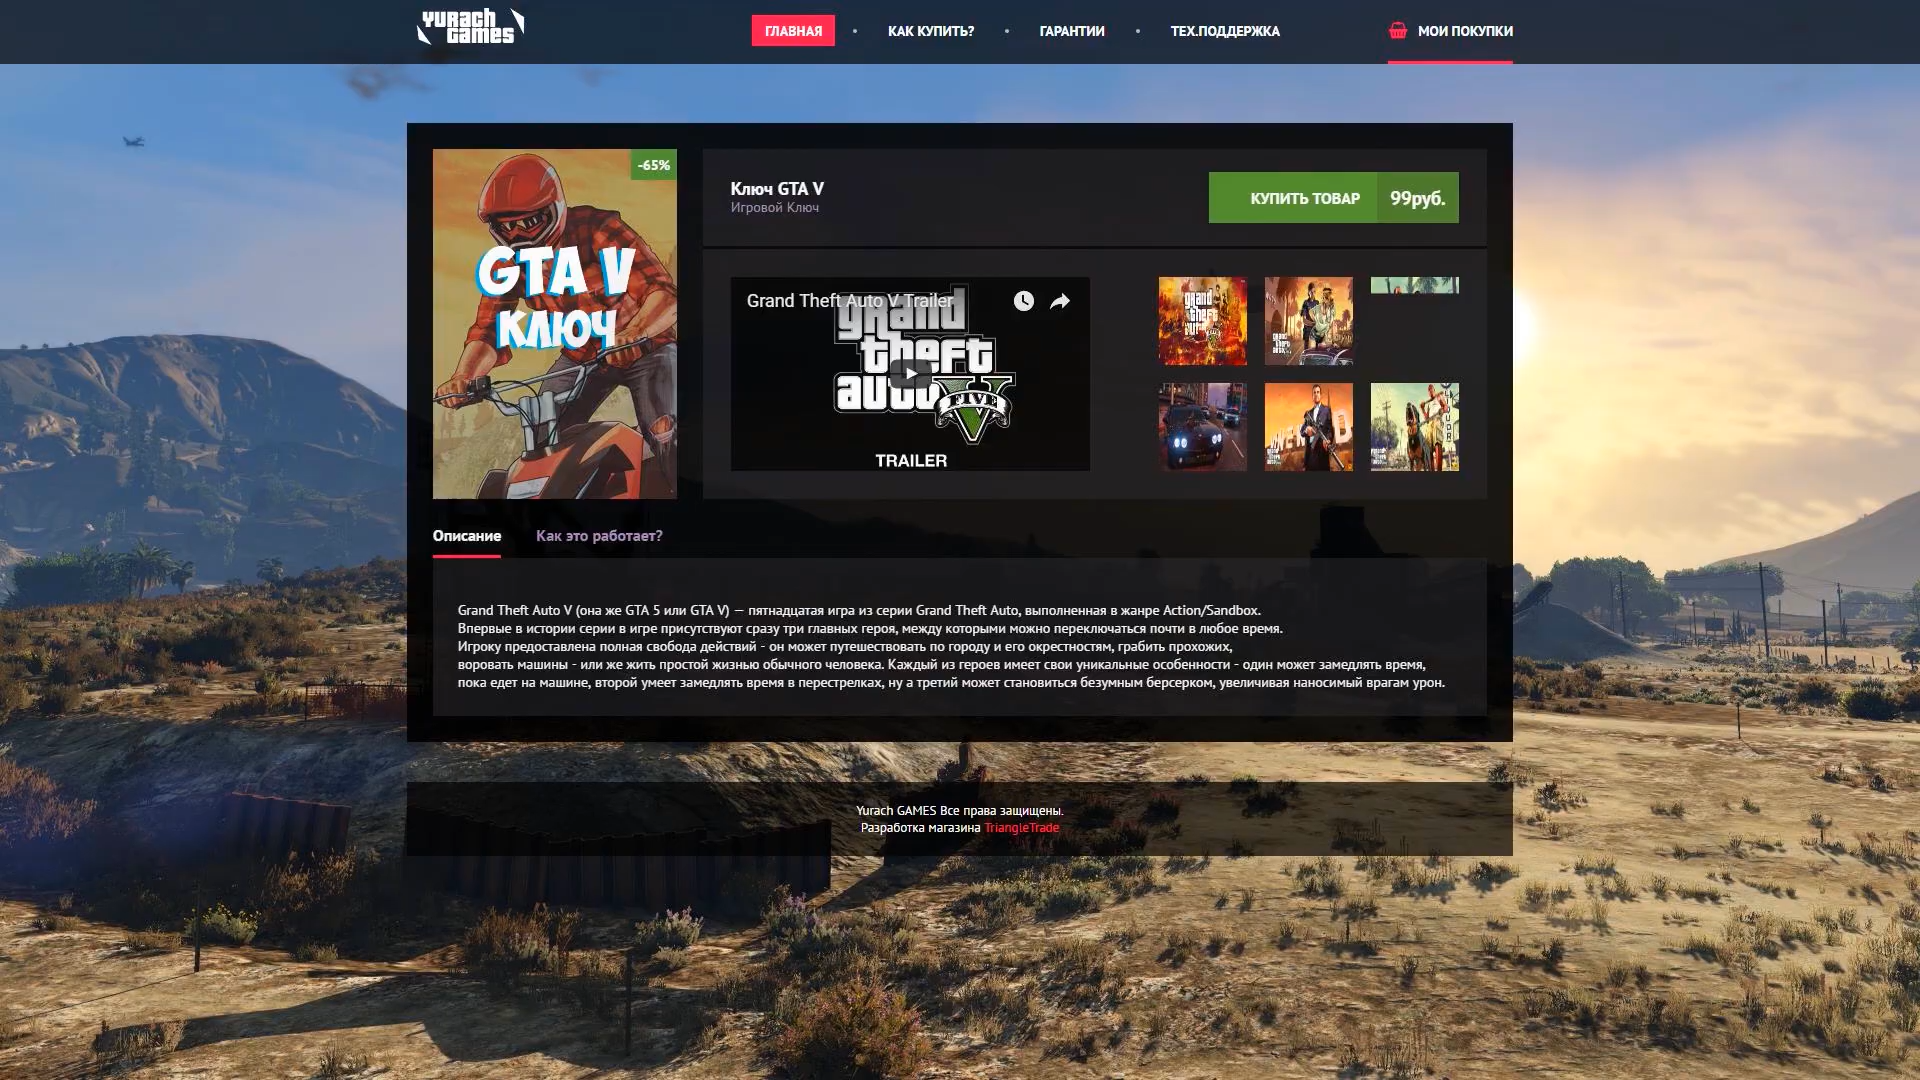 Yurach
Games
ГЛАВНАЯ
КАК КУПИТЬ?
ГАРАНТИИ
ТЕХ.ПОДДЕРЖКА
МОИ ПОКУПКИ
-65%
GTA V
КЛЮЧ
Ключ GTA V
Игровой Ключ
КУПИТЬ ТОВАР
99руб.
Grand Theft Auto V Trailer
grand
theft
auto
FIVE
TRAILER
grand
theft
auto
Описание
Как это работает?
Grand Theft Auto V (она же GTA 5 или GTA V) — пятнадцатая игра из серии Grand Theft Auto, выполненная в жанре Action/Sandbox.
Впервые в истории серии в игре присутствуют сразу три главных героя, между которыми можно переключаться почти в любое время.
Игроку предоставлена полная свобода действий - он может путешествовать по городу и его окрестностям, грабить прохожих,
воровать машины - или же жить простой жизнью обычного человека. Каждый из героев имеет свои уникальные особенности - один может замедлять время,
пока едет на машине, второй умеет замедлять время в перестрелках, ну а третий может становиться безумным берсерком, увеличивая наносимый врагам урон.
Yurach GAMES Все права защищены.
Разработка магазина TriangleTrade